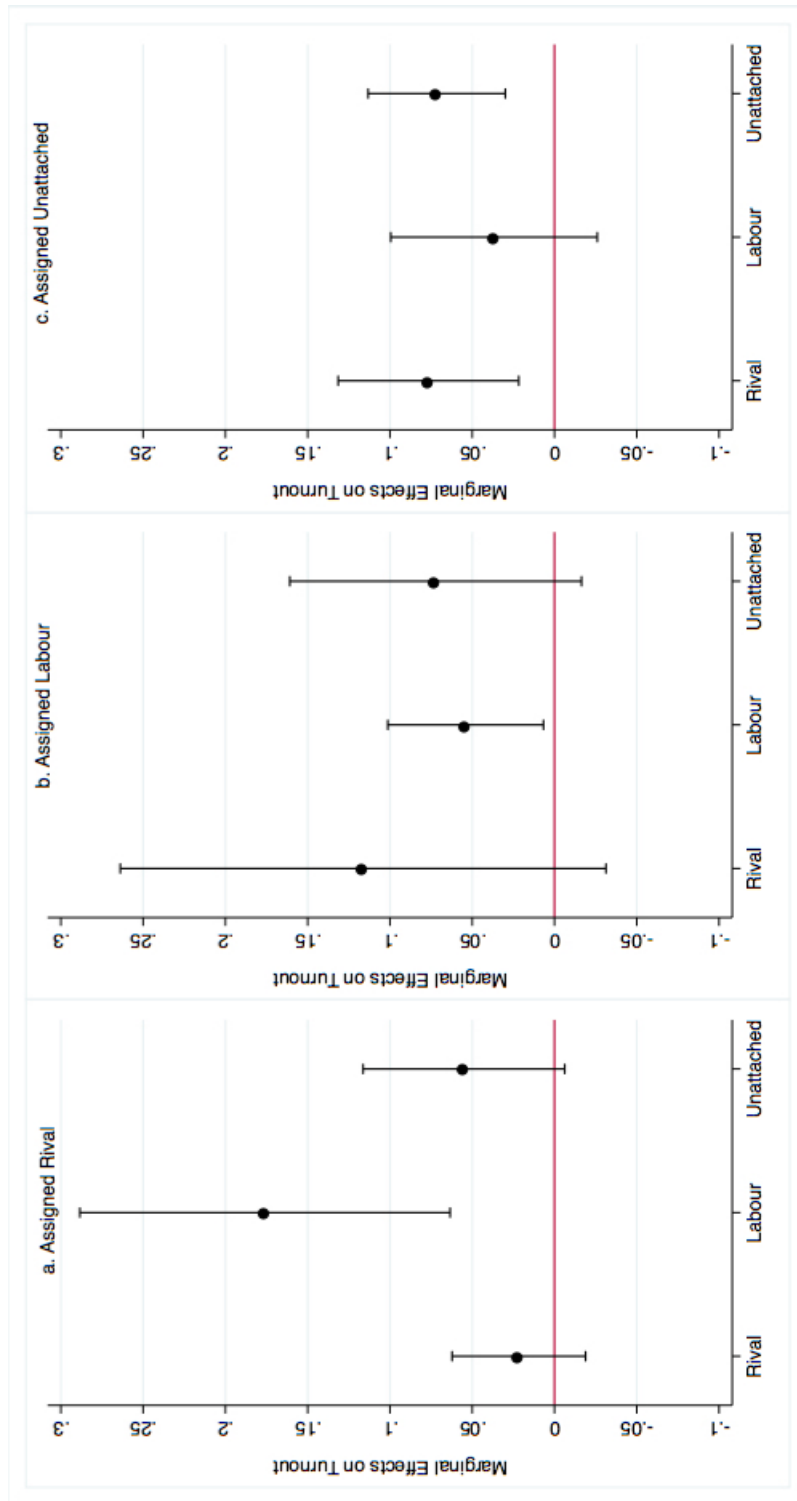 a. Assigned Rival
Marginal Effects on Turnout
.3
.25
.2
.15
.1
.05
0
-.05
-.1
Rival
Labour
Unattached
b. Assigned Labour
Marginal Effects on Turnout
.3
.25
.2
.15
.1
.05
0
-.05
-.1
Rival
Labour
Unattached
c. Assigned Unattached
Marginal Effects on Turnout
.3
.25
.2
.15
.1
.05
0
-.05
-.1
Rival
Labour
Unattached